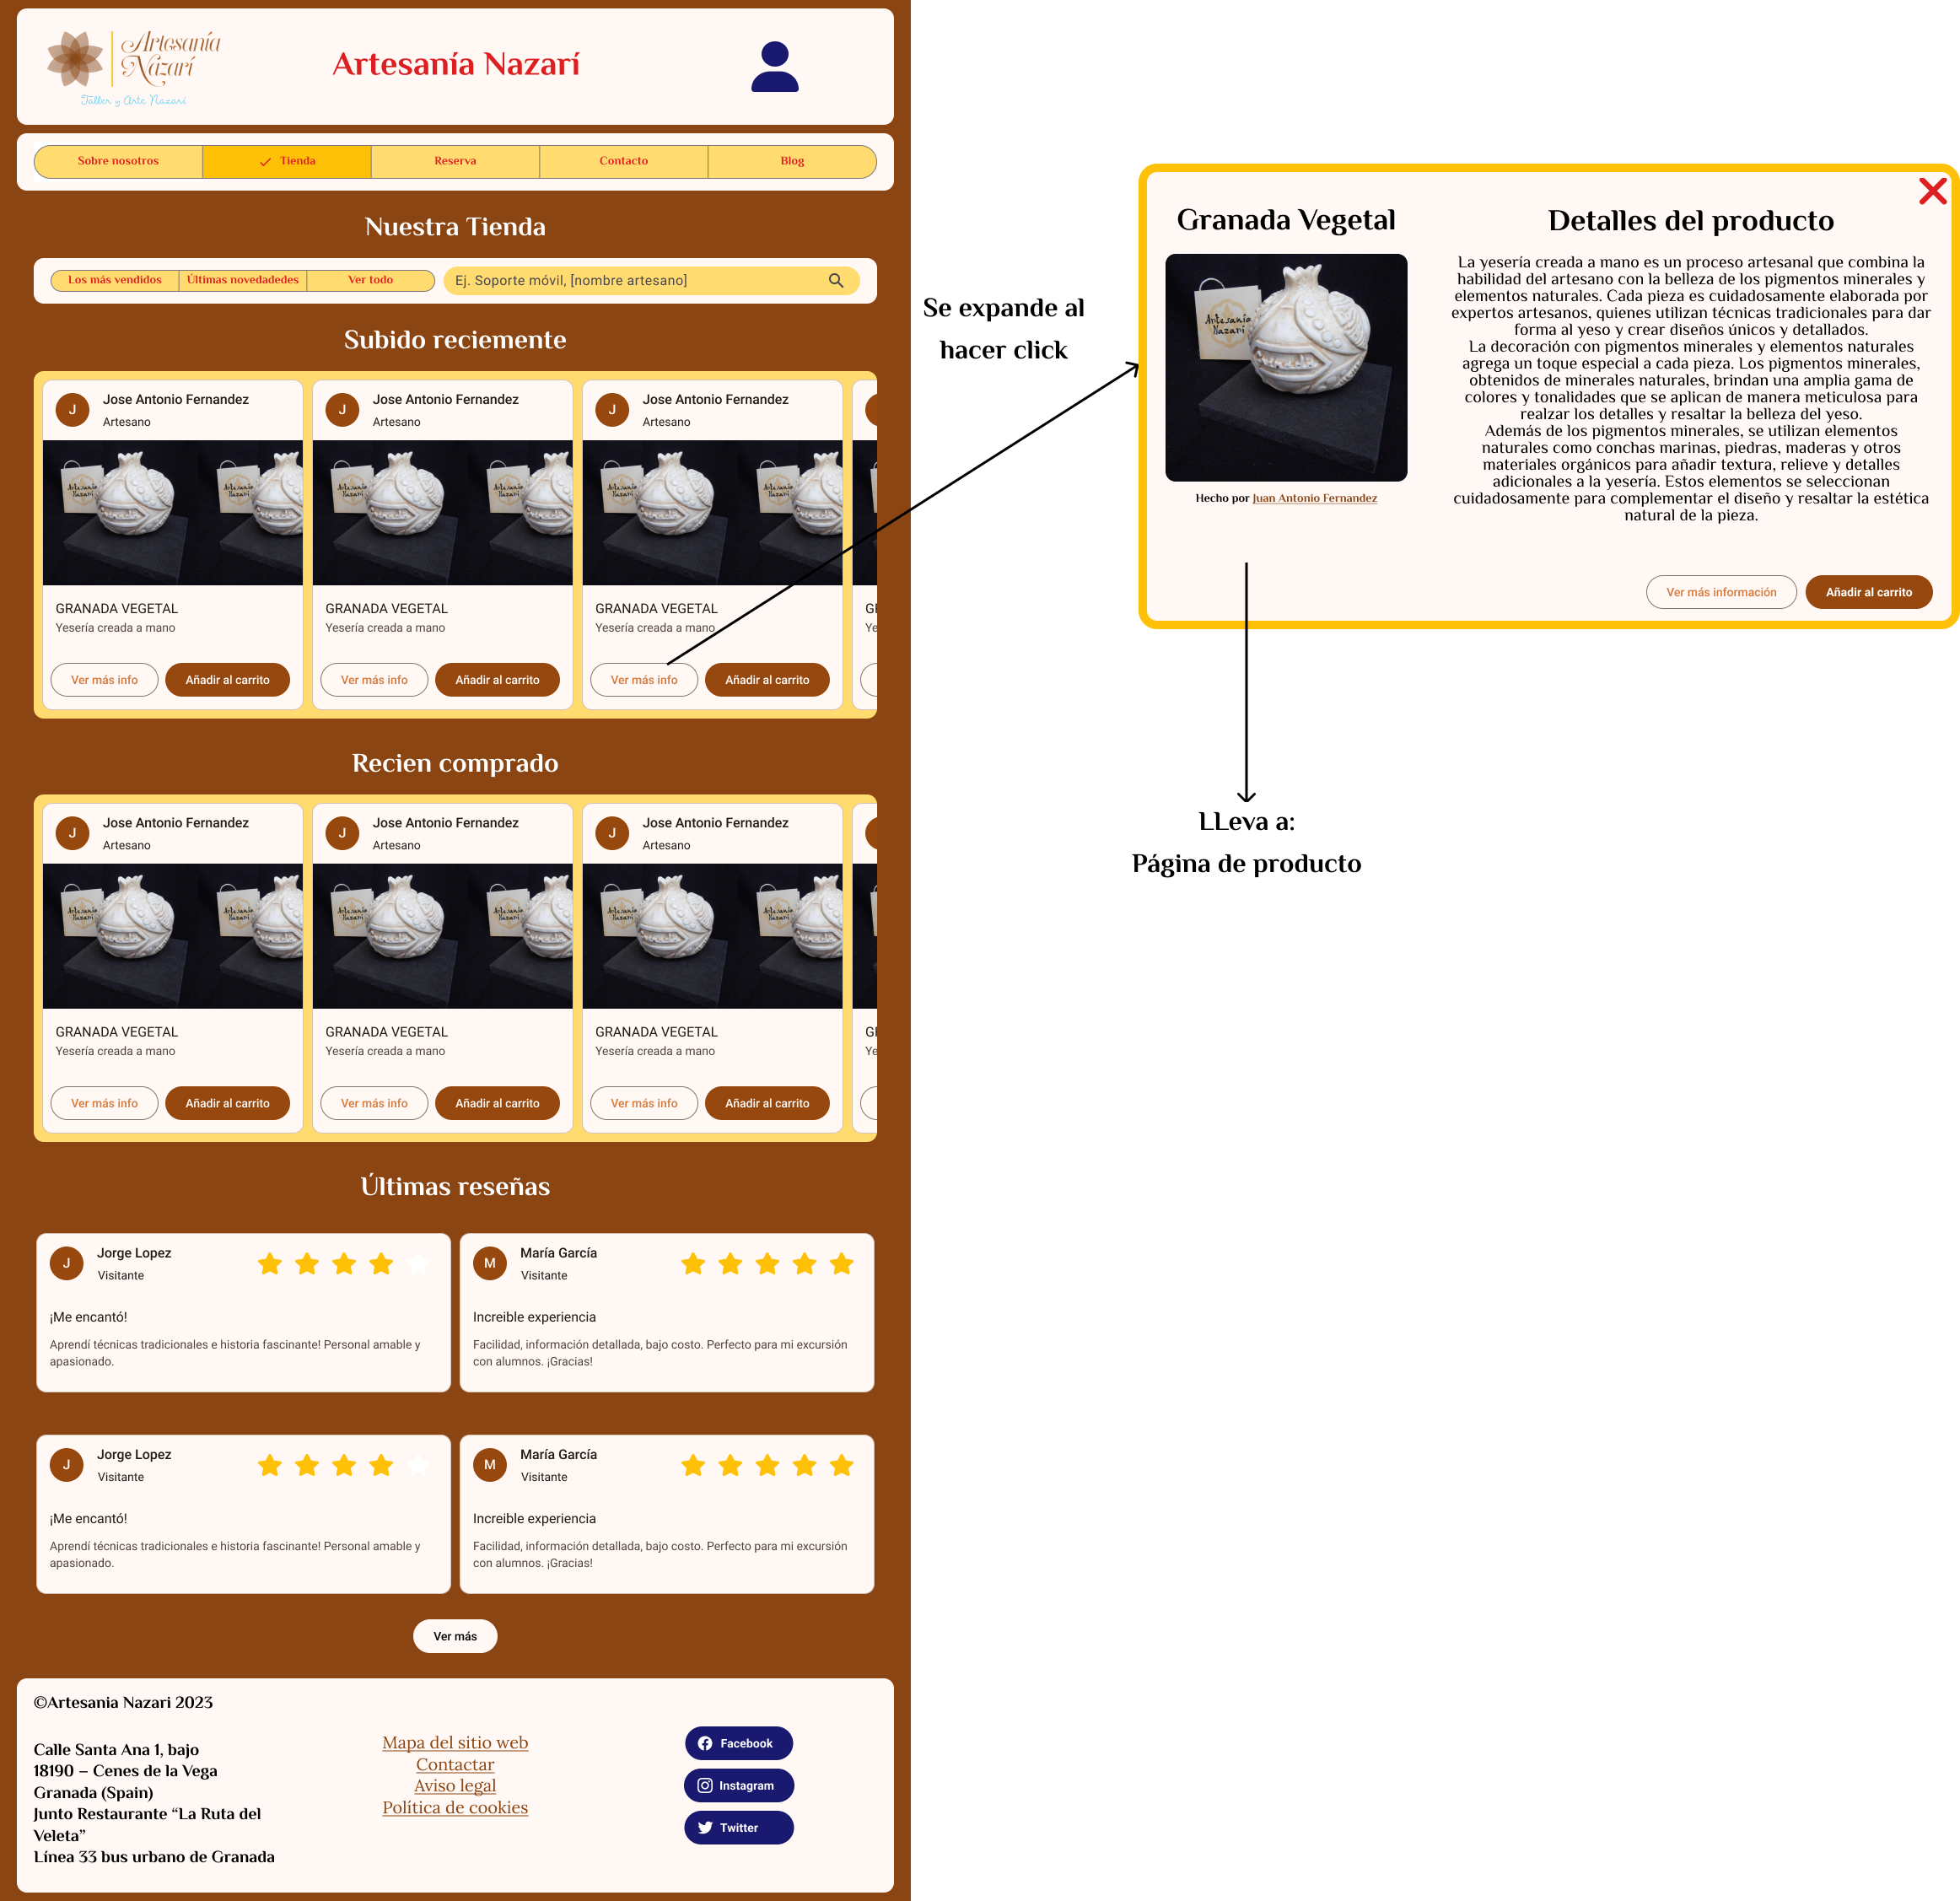 Artesanía
Nazarí
Taller y Arte Nazarí
Artesanía Nazarí
Sobre nosotros
Tienda
Reserva
Contacto
Blog
Nuestra Tienda
Los más vendidos
Últimas novedadedes
Ver todo
Ej. Soporte móvil, [nombre artesano]
Subido reciemente
J
Jose Antonio Fernandez
Artesano
Artesanía
Nazarí
GRANADA VEGETAL
Yesería creada a mano
Ver más info
Añadir al carrito
J
Jose Antonio Fernandez
Artesano
Artesanía
Nazarí
GRANADA VEGETAL
Yesería creada a mano
Ver más info
Añadir al carrito
J
Jose Antonio Fernandez
Artesano
Artesanía
Nazarí
GRANADA VEGETAL
Yesería creada a mano
Ver más info
Añadir al carrito
Recien comprado
J
Jose Antonio Fernandez
Artesano
Artesanía
Nazarí
GRANADA VEGETAL
Yesería creada a mano
Ver más info
Añadir al carrito
J
Jose Antonio Fernandez
Artesano
Artesanía
Nazarí
GRANADA VEGETAL
Yesería creada a mano
Ver más info
Añadir al carrito
J
Jose Antonio Fernandez
Artesano
Artesanía
Nazarí
GRANADA VEGETAL
Yesería creada a mano
Ver más info
Añadir al carrito
Últimas reseñas
J
Jorge Lopez
Visitante
¡Me encantó!
Aprendí técnicas tradicionales e historia fascinante! Personal amable y
apasionado.
M
María García
Visitante
Increible experiencia
Facilidad, información detallada, bajo costo. Perfecto para mi excursión
con alumnos. ¡Gracias!
J
Jorge Lopez
Visitante
¡Me encantó!
Aprendí técnicas tradicionales e historia fascinante! Personal amable y
apasionado.
M
María García
Visitante
Increible experiencia
Facilidad, información detallada, bajo costo. Perfecto para mi excursión
con alumnos. ¡Gracias!
Ver más
©Artesania Nazari 2023
Calle Santa Ana 1, bajo
18190 – Cenes de la Vega
Granada (Spain)
Junto Restaurante “La Ruta del
Veleta”
Línea 33 bus urbano de Granada
Mapa del sitio web
Contactar
Aviso legal
Política de cookies
Facebook
Instagram
Twitter
Se expande al
hacer click
Granada Vegetal
Artesanía
Nazarí
Hecho por Juan Antonio Fernandez
Detalles del producto
La yesería creada a mano es un proceso artesanal que combina la
habilidad del artesano con la belleza de los pigmentos minerales y
elementos naturales. Cada pieza es cuidadosamente elaborada por
expertos artesanos, quienes utilizan técnicas tradicionales para dar
forma al yeso y crear diseños únicos y detallados.
La decoración con pigmentos minerales y elementos naturales
agrega un toque especial a cada pieza. Los pigmentos minerales,
obtenidos de minerales naturales, brindan una amplia gama de
colores y tonalidades que se aplican de manera meticulosa para
realzar los detalles y resaltar la belleza del yeso.
Además de los pigmentos minerales, se utilizan elementos
naturales como conchas marinas, piedras, maderas y otros
materiales orgánicos para añadir textura, relieve y detalles
adicionales a la yesería. Estos elementos se seleccionan
cuidadosamente para complementar el diseño y resaltar la estética
natural de la pieza.
Ver más información
Añadir al carrito
LLeva a:
Página de producto